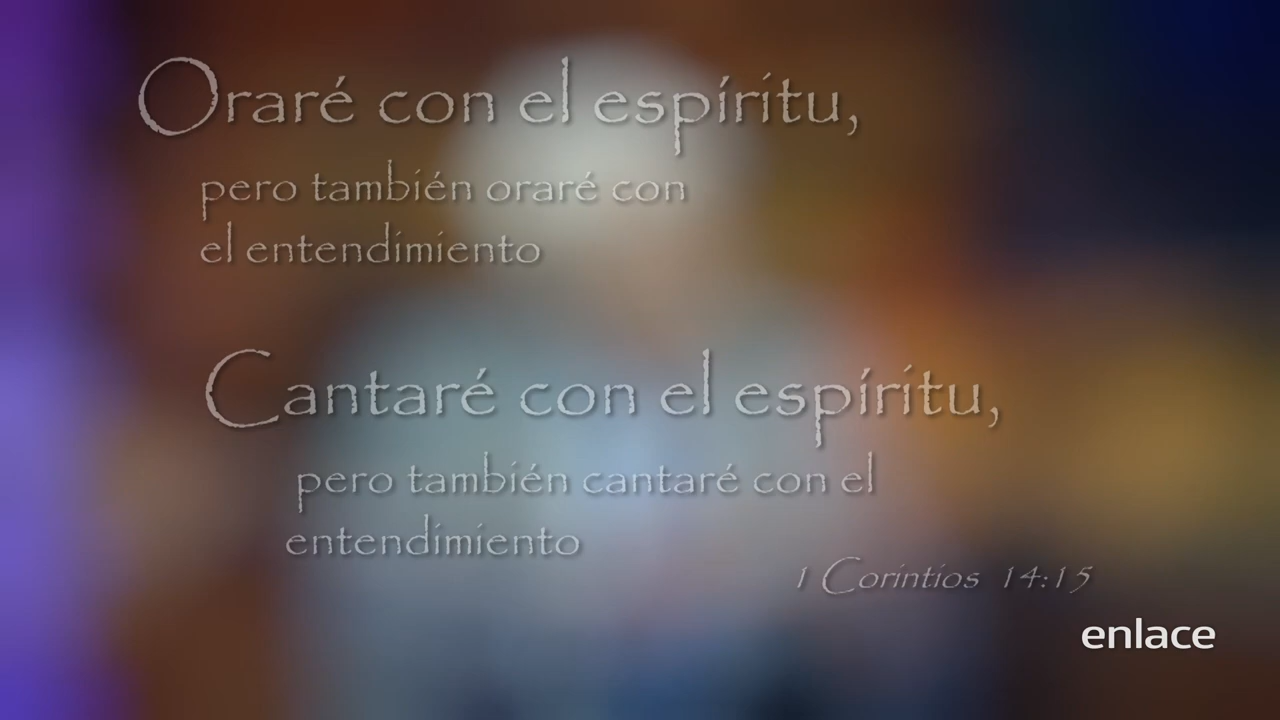 Oraré con el espíritu,
pero también oraré con
el entendimiento
Cantaré con el espíritu,
pero también cantaré con el
entendimiento
1 Corintios 14:15
enlace